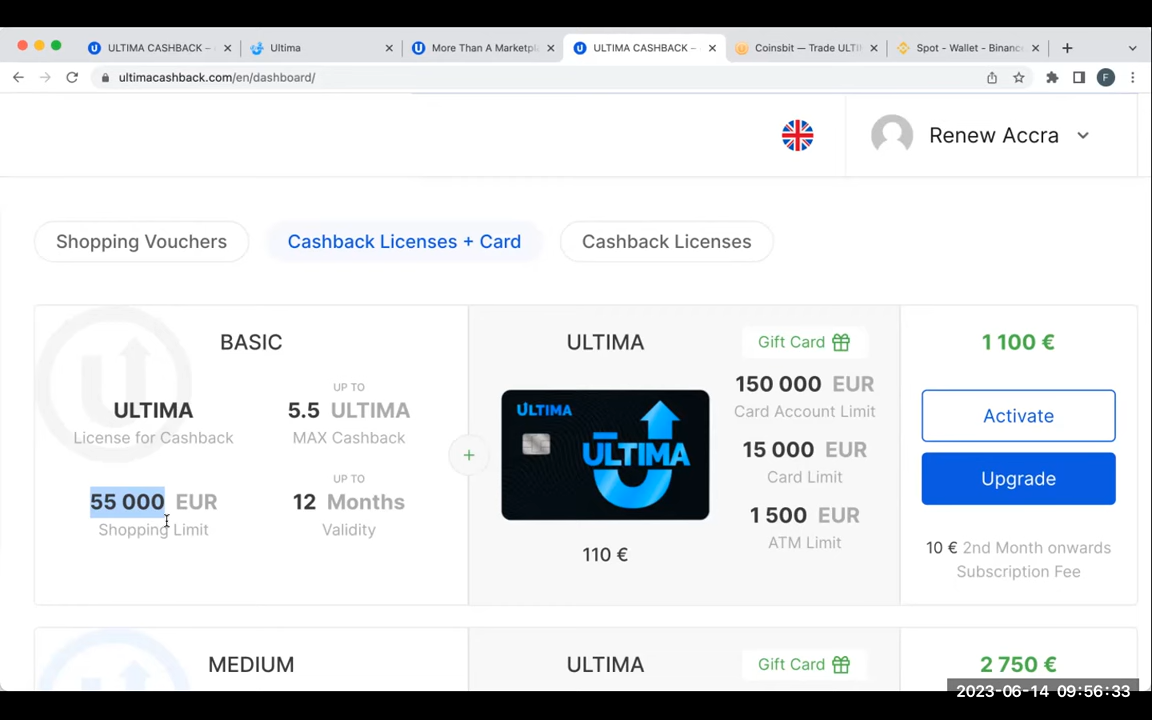 ULTIMA CASHBACK –
Ultima
More Than A Marketpl
ULTIMA CASHBACK –
Coinsbit — Trade ULTI
Spot - Wallet - Binance
ultimacashback.com/en/dashboard/
F
Renew Accra
Shopping Vouchers
Cashback Licenses + Card
Cashback Licenses
BASIC
ULTIMA
License for Cashback
UP TO
5.5 ULTIMA
MAX Cashback
55 000 EUR
Shopping Limit
UP TO
12 Months
Validity
+
ULTIMA
Gift Card
ULTIMA
ULTIMA
110 €
150 000 EUR
Card Account Limit
15 000 EUR
Card Limit
1 500 EUR
ATM Limit
1 100 €
Activate
Upgrade
10 € 2nd Month onwards
Subscription Fee
MEDIUM
ULTIMA
Gift Card
2 750 €
2023-06-14 09:56:33